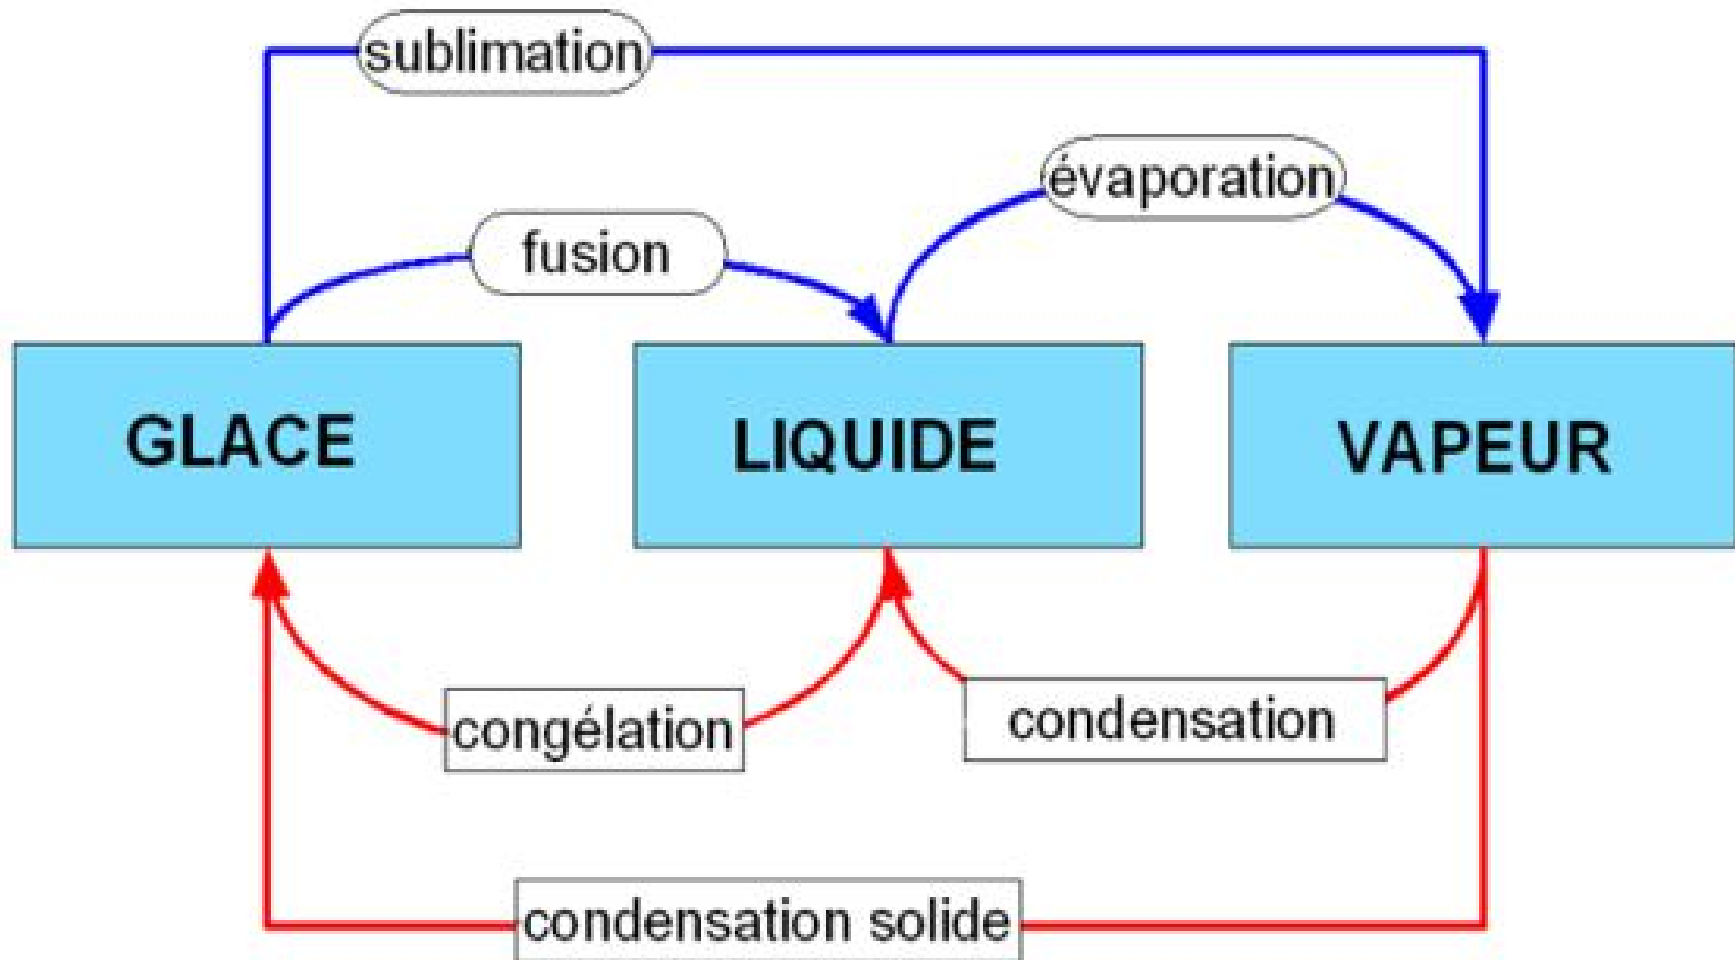 sublimation
évaporation
fusion
GLACE
LIQUIDE
VAPEUR
congélation
condensation
condensation solide